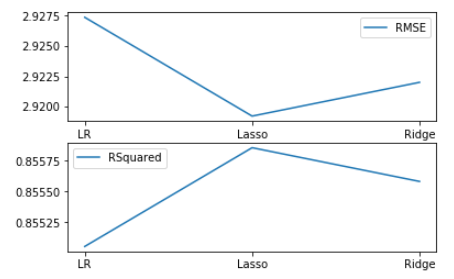 2.9275
2.9250
2.9225
2.9200
RMSE
LR
Lasso
Ridge
0.85575
0.85550
0.85525
RSquared
LR
Lasso
Ridge